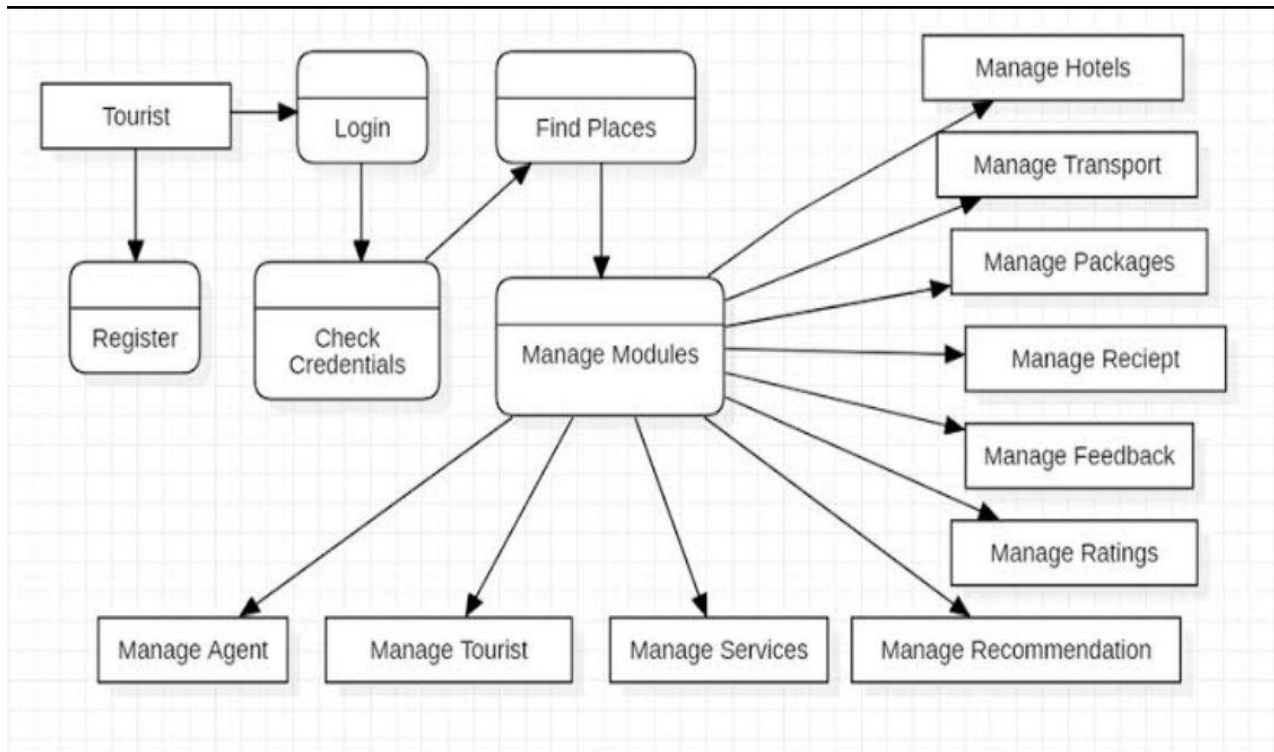 Tourist
Login
Find Places
Register
Check
Credentials
Manage Modules
Manage Hotels
Manage Transport
Manage Packages
Manage Reciept
Manage Feedback
Manage Ratings
Manage Agent
Manage Tourist
Manage Services
Manage Recommendation